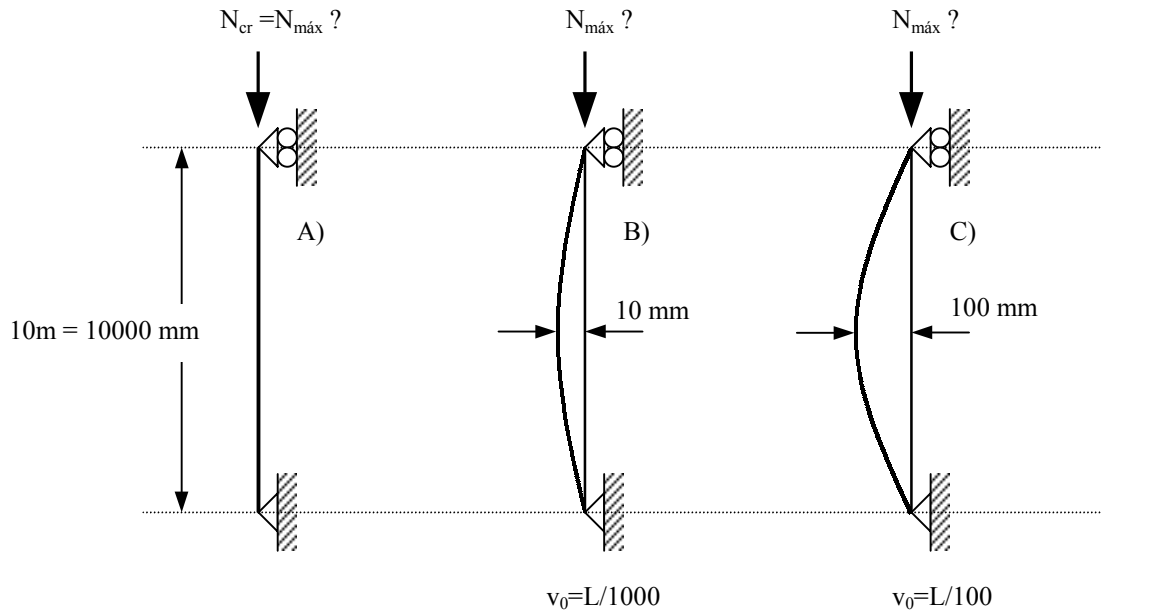 N_cr =N_máx ?
N_máx ?
N_máx ?
A)
B)
C)
10m = 10000 mm
10 mm
100 mm
v_0=L/1000
v_0=L/100